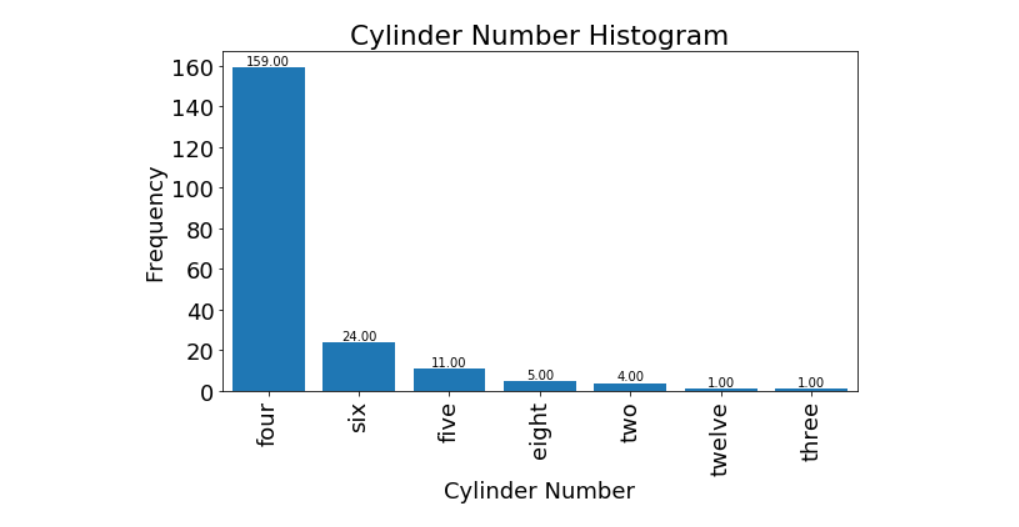 Cylinder Number Histogram
Frequency
160
140
120
100
80
60
40
20
0
159.00
24.00
11.00
5.00
4.00
1.00
1.00
four
six
five
eight
two
twelve
three
Cylinder Number